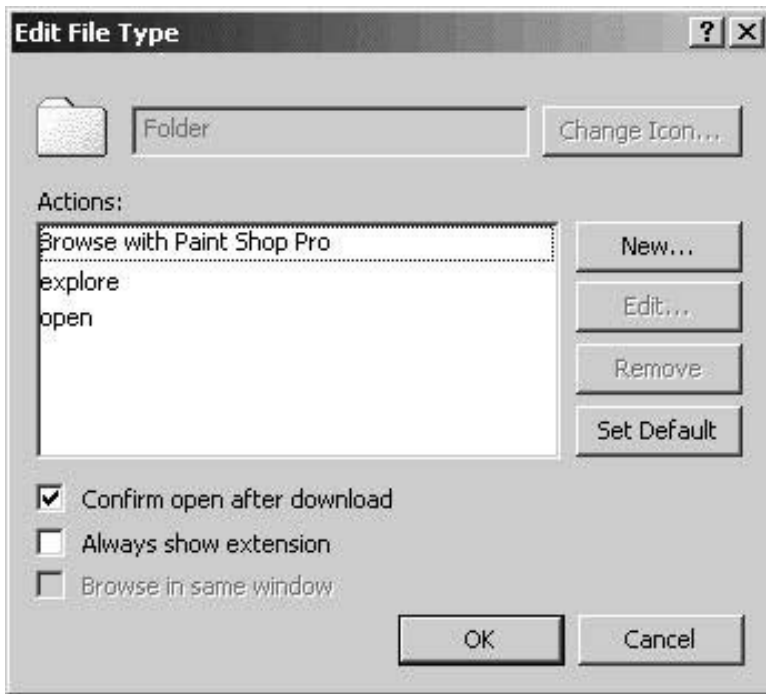 Edit File Type
Folder
Change Icon...
Actions:
Browse with Paint Shop Pro
explore
open
New...
Edit...
Remove
Set Default
Confirm open after download
Always show extension
Browse in same window
OK
Cancel